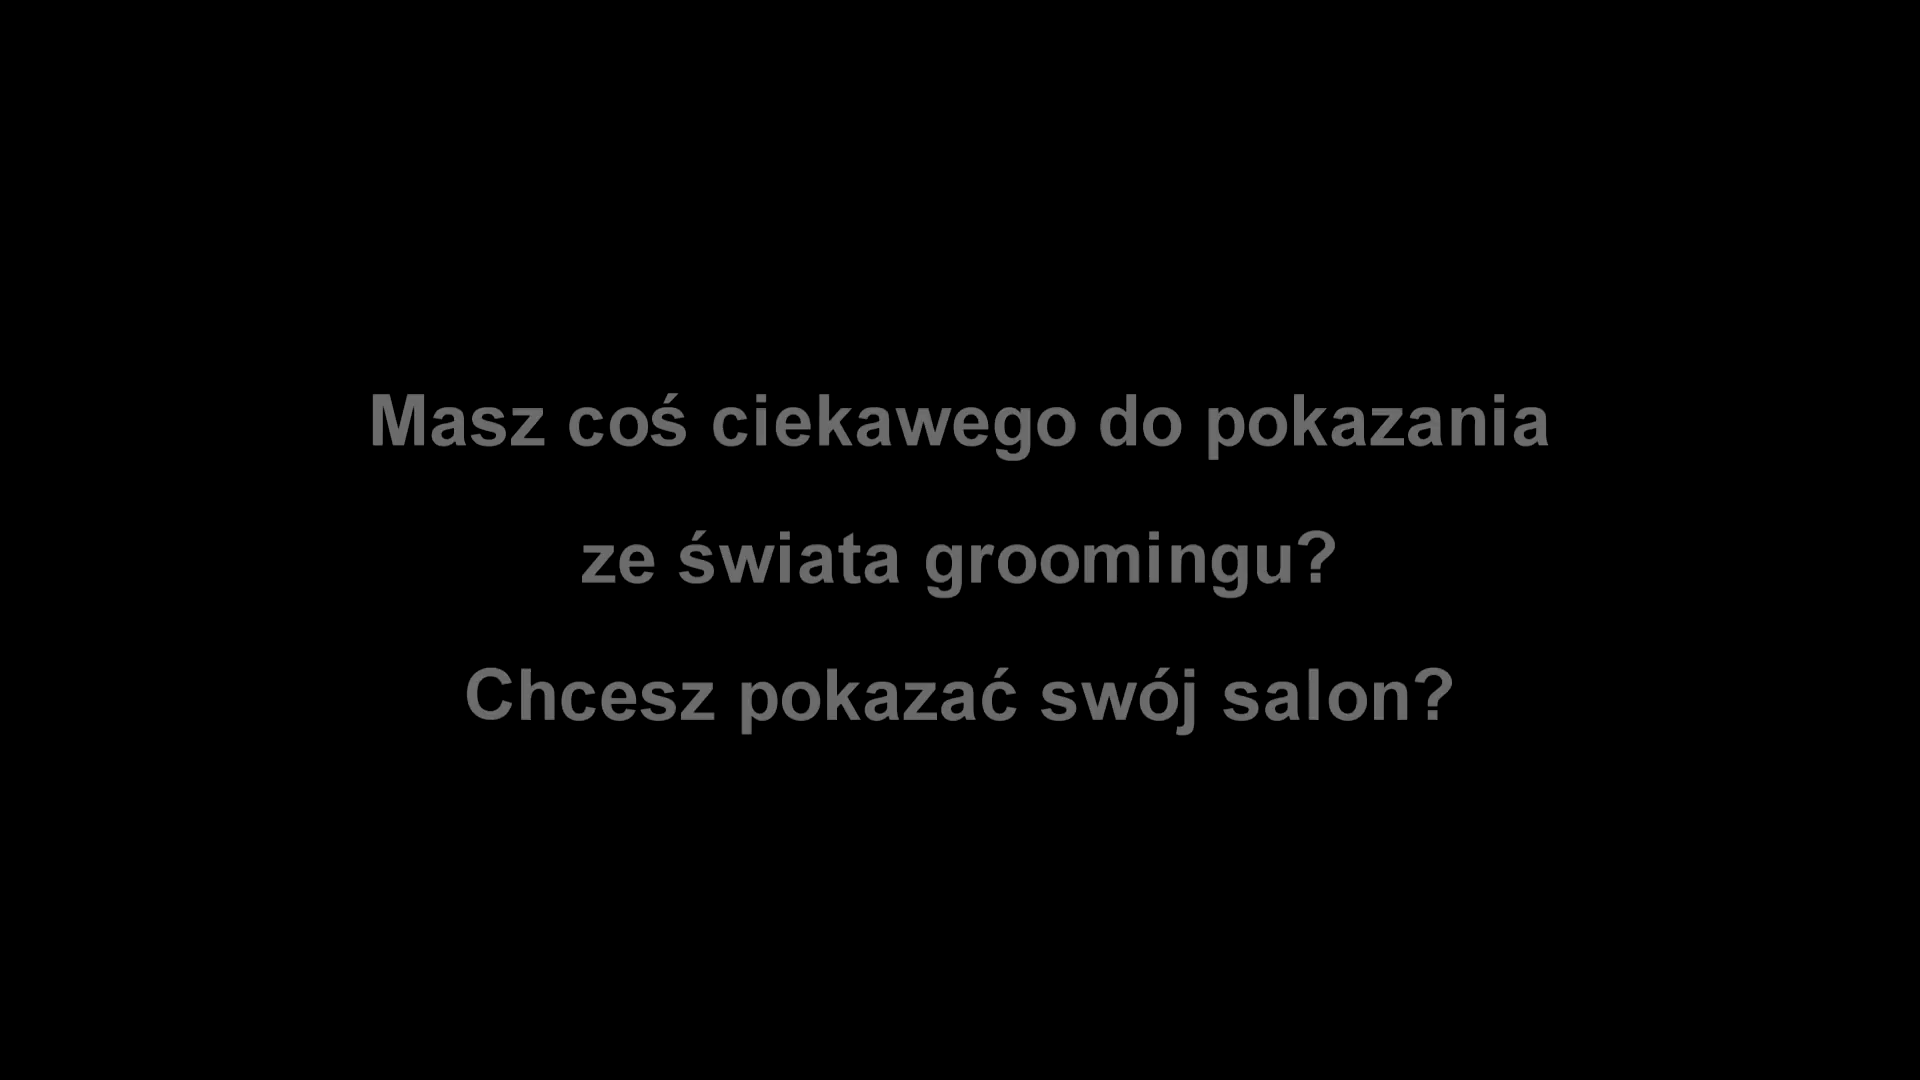 Masz coś ciekawego do pokazania
ze świata groomingu?
Chcesz pokazać swój salon?